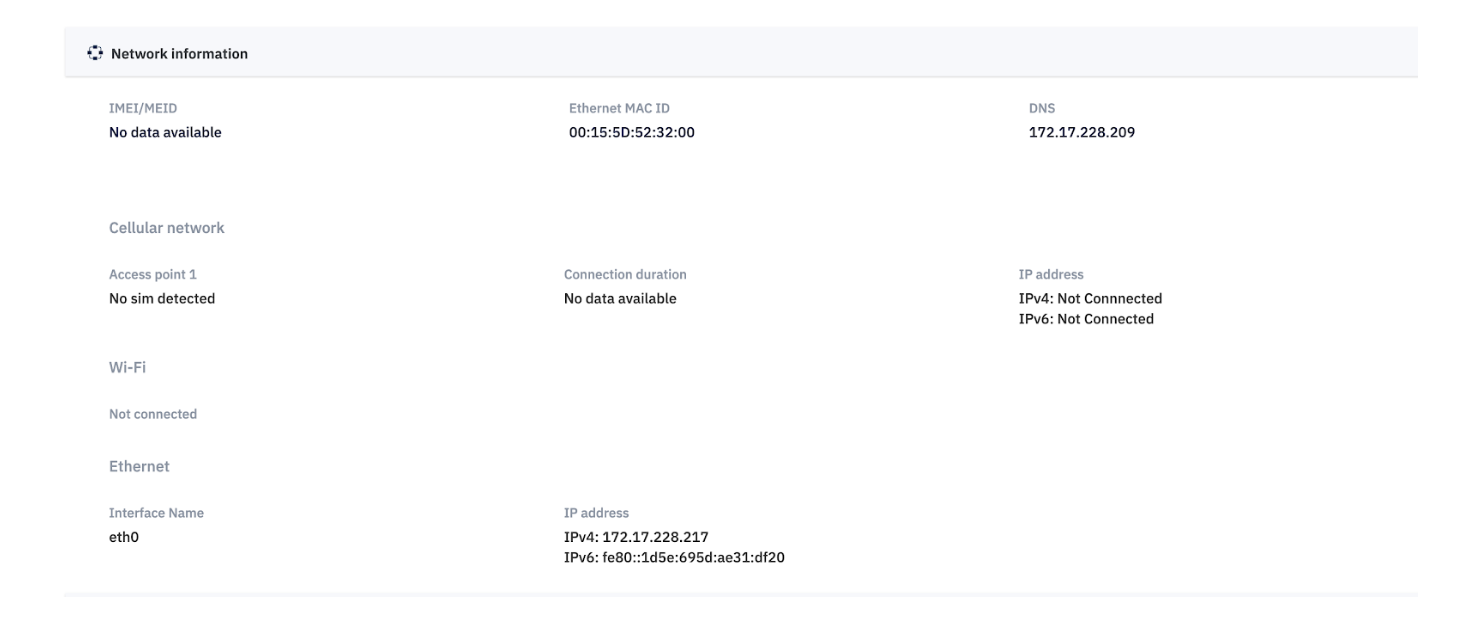 Network information
IMEI/MEID
Ethernet MAC ID
DNS
No data available
00:15:5D:52:32:00
172.17.228.209
Cellular network
Access point 1
Connection duration
IP address
No sim detected
No data available
IPv4: Not Connnected
IPv6: Not Connected
Wi-Fi
Not connected
Ethernet
Interface Name
IP address
eth0
IPv4: 172.17.228.217
IPv6: fe80::1d5e:695d:ae31:df20